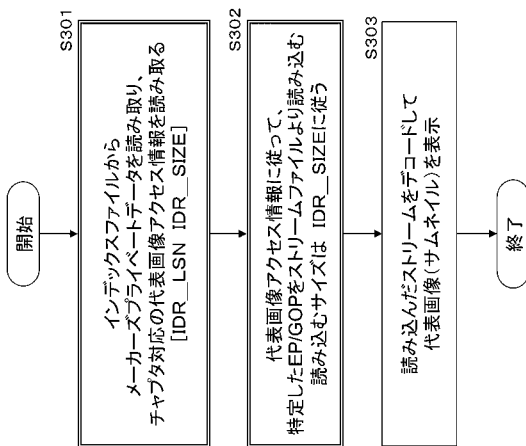 開始
S301
インデックスファイルから
メーカーズプライベートデータを読み取り、
チャプタ対応の代表画像アクセス情報を読み取る
[IDR__LSN IDR__SIZE]
S302
代表画像アクセス情報に従って、
特定したEP/GOPをストリームファイルより読み込む
読み込むサイズは IDR__SIZEに従う
S303
読み込んだストリームをデコードして
代表画像(サムネイル)を表示
終了